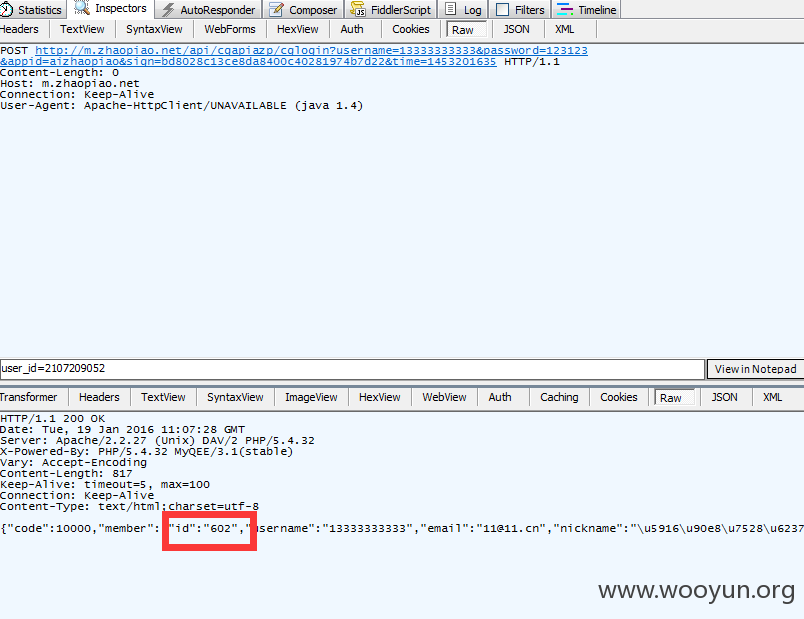 Statistics Inspectors AutoResponder Composer FiddlerScript Log Filters Timeline
Headers TextView SyntaxView WebForms HexView Auth Cookies Raw JSON XML
POST http://m.zhaopiao.net/api/cqapiazp/cqlogin?username=13333333333&password=123123
&appid=aizhaopiao&sign=bd8028c13ce8da8400c40281974b7d22&time=1453201635 HTTP/1.1
Content-Length: 0
Host: m.zhaopiao.net
Connection: Keep-Alive
User-Agent: Apache-HttpClient/UNAVAILABLE (java 1.4)
user_id=2107209052 View in Notepad
Transformer Headers TextView SyntaxView ImageView HexView WebView Auth Caching Cookies Raw JSON XML
HTTP/1.1 200 OK
Date: Tue, 19 Jan 2016 11:07:28 GMT
Server: Apache/2.2.27 (Unix) DAV/2 PHP/5.4.32
X-Powered-By: PHP/5.4.32 MyQEE/3.1(stable)
Vary: Accept-Encoding
Content-Length: 817
Keep-Alive: timeout=5, max=100
Connection: Keep-Alive
Content-Type: text/html;charset=utf-8
{"code":10000,"member": "id":"602","username":"13333333333","email":"11@11.cn","nickname":"\u5916\u90e8\u7528\u6237
www.wooyun.org